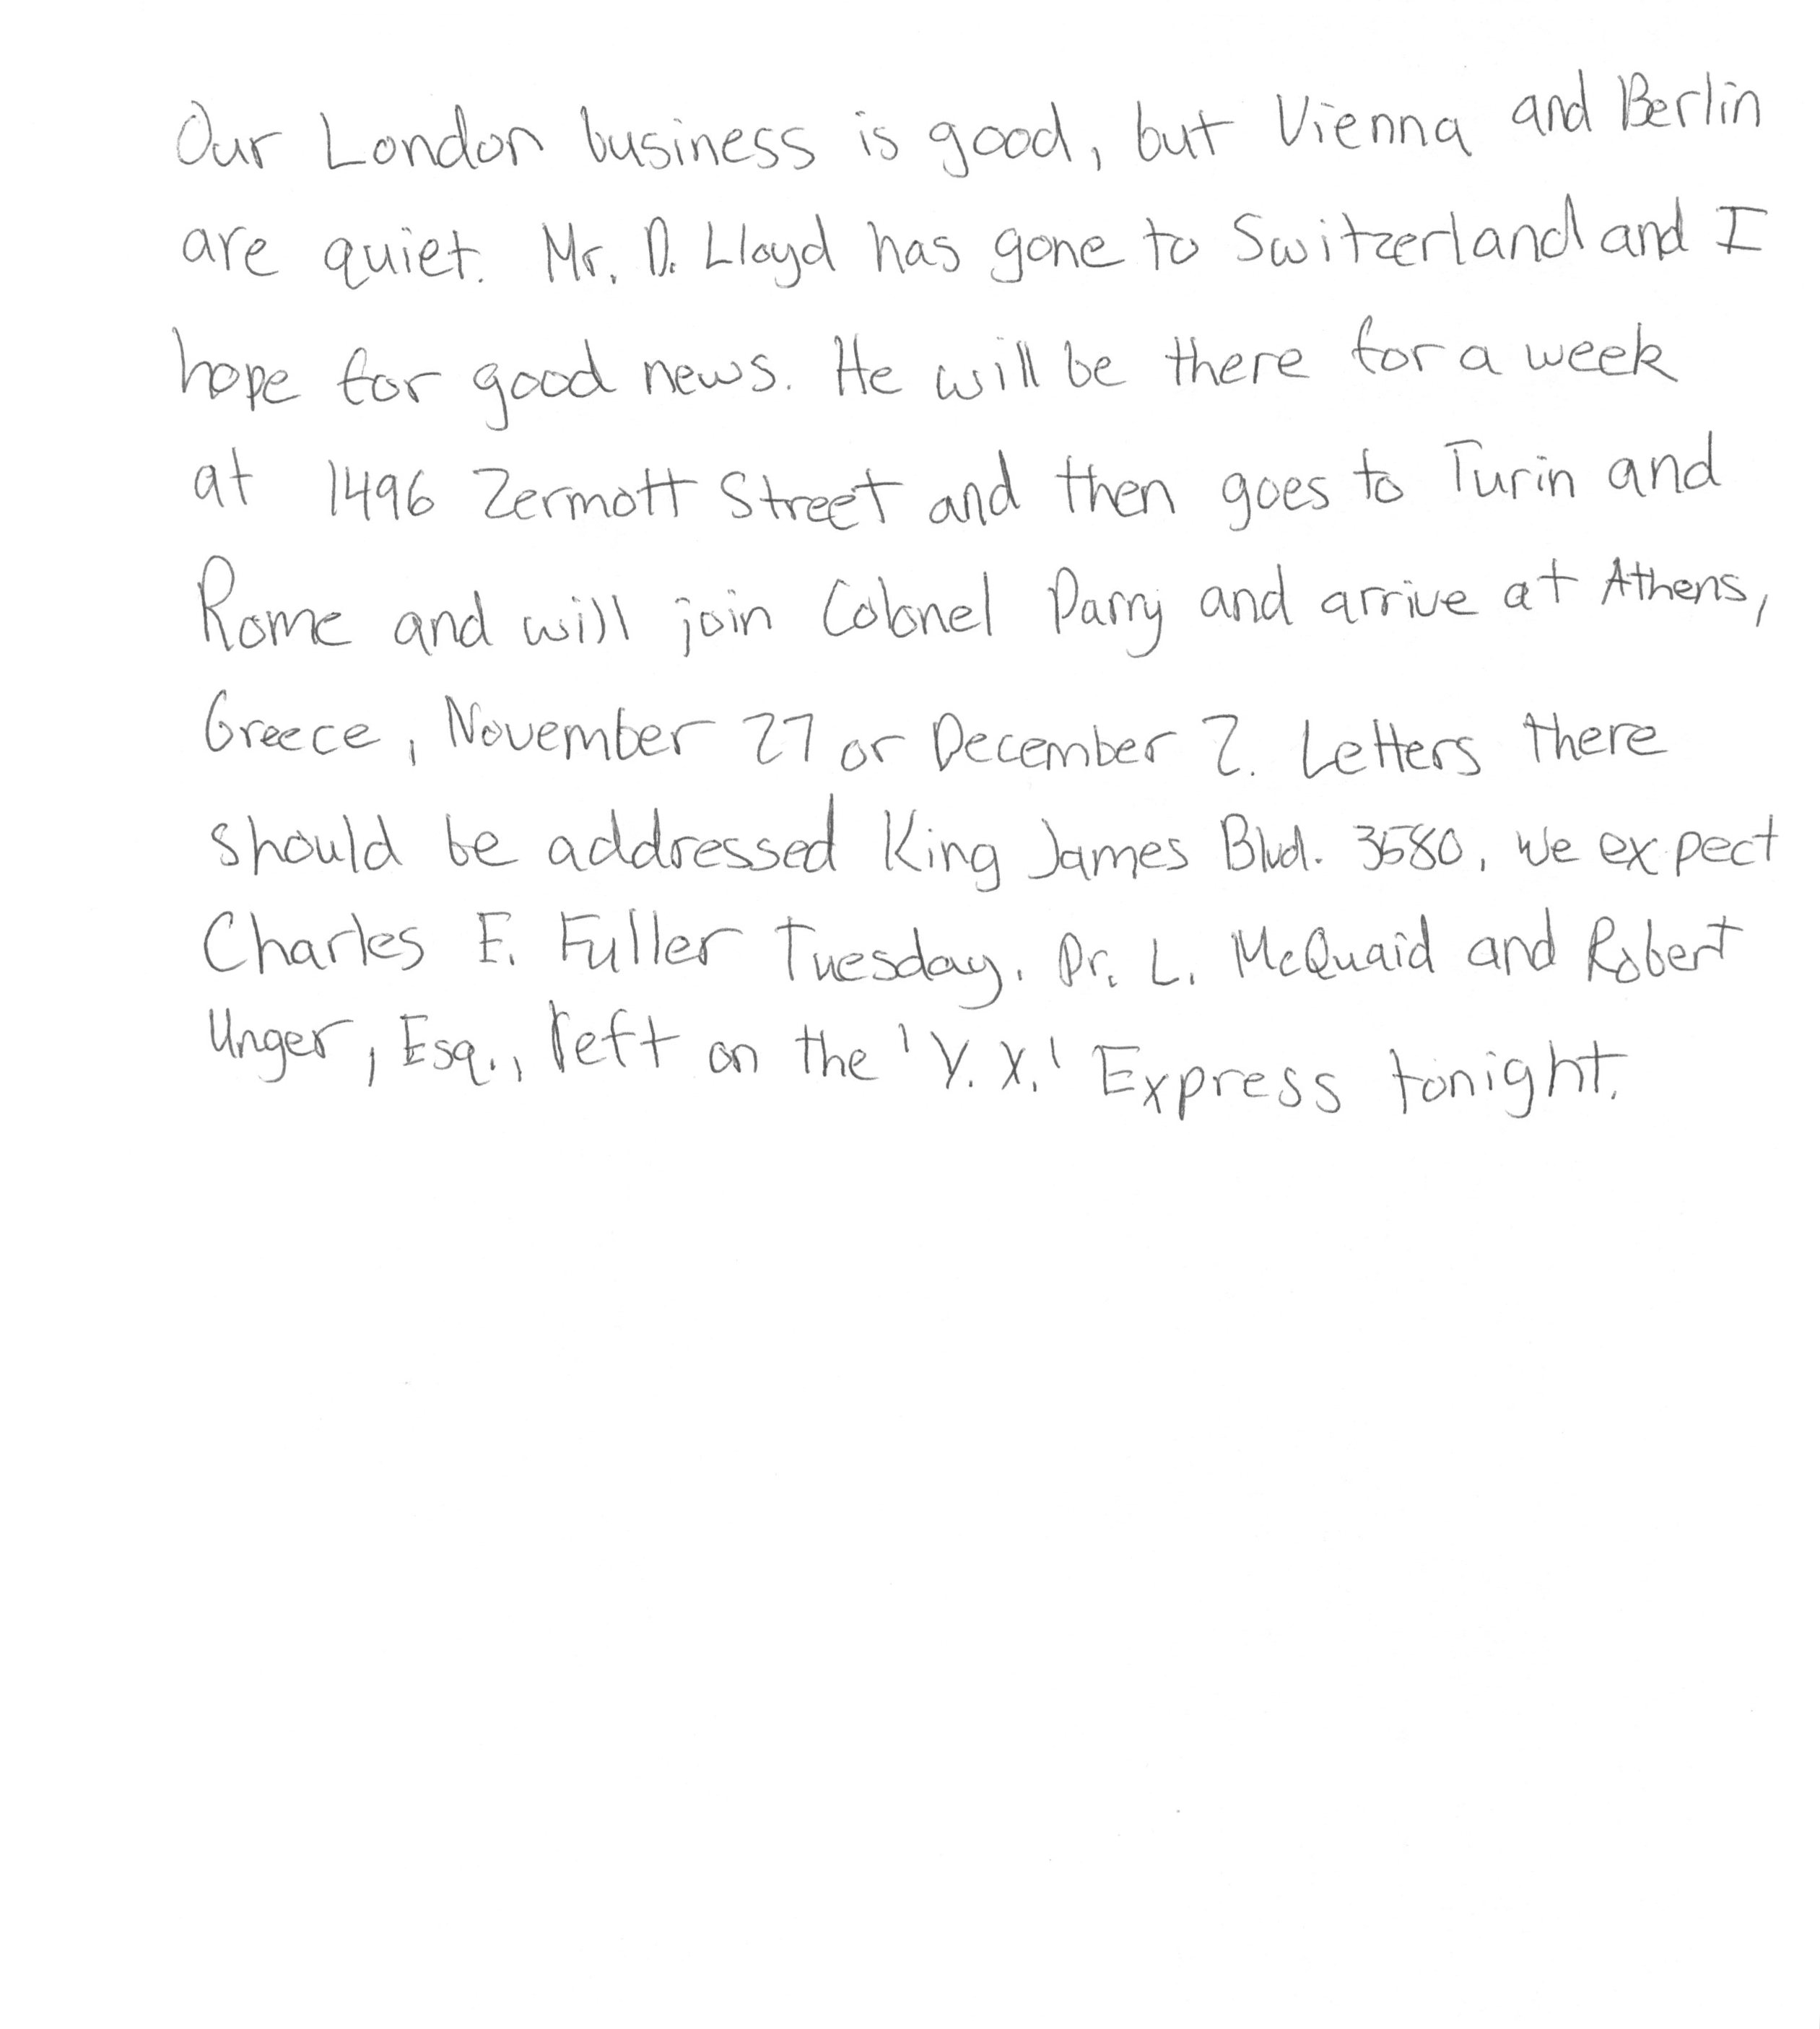 Our London business is good, but Vienna and Berlin
are quiet. Mr. D. Lloyd has gone to Switzerland and I
hope for good news. He will be there for a week
at 1496 Zermott Street and then goes to Turin and
Rome and will join Colonel Parry and arrive at Athens,
Greece, November 27 or December 2. Letters there
should be addressed King James Blvd. 3580. We expect
Charles E. Fuller Tuesday. Dr. L. McQuaid and Robert
Unger, Esq., left on the 'Y.X.' Express tonight.